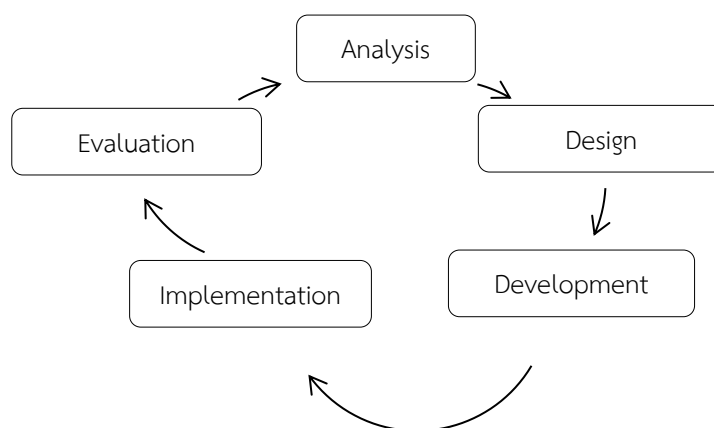 Analysis
Design
Development
Implementation
Evaluation